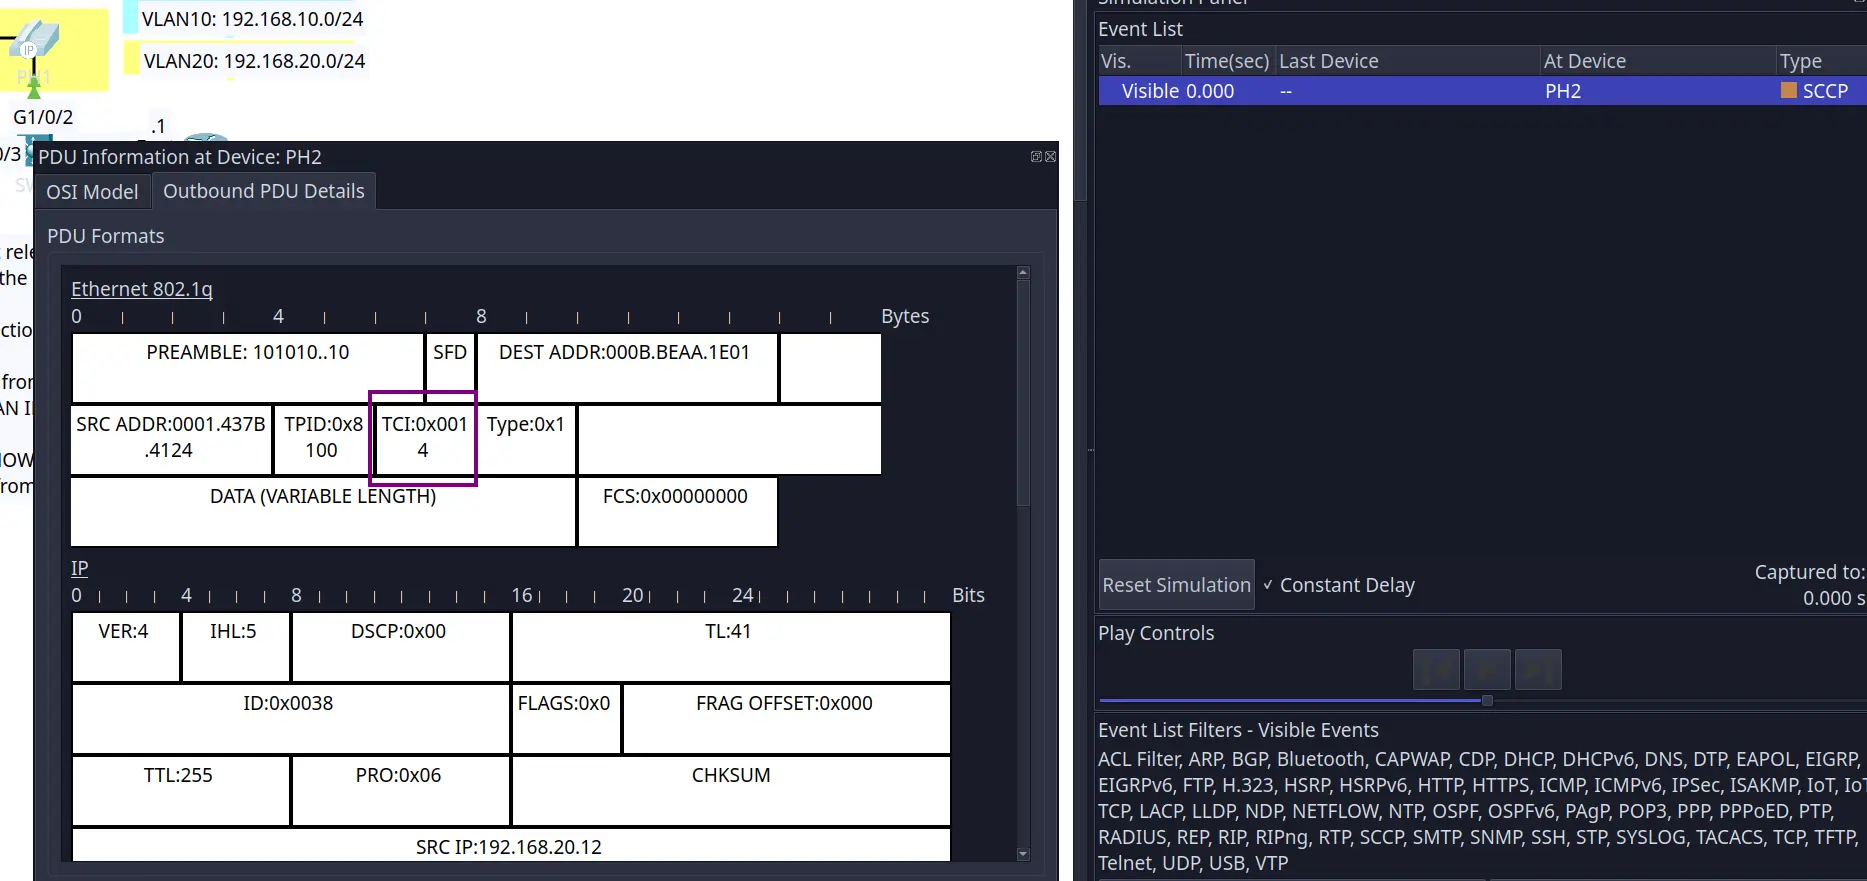 VLAN10: 192.168.10.0/24
VLAN20: 192.168.20.0/24
IP
PH1
G1/0/2
.1
0/3
SW
rele
the
ctio
from
AN I
IOW
from
PDU Information at Device: PH2
OSI Model
Outbound PDU Details
PDU Formats
Ethernet 802.1q
0 4 8 Bytes
PREAMBLE: 101010..10 SFD DEST ADDR:000B.BEAA.1E01
SRC ADDR:0001.437B TPID:0x8 TCI:0x001 Type:0x1
.4124 100 4
DATA (VARIABLE LENGTH) FCS:0x00000000
IP
0 4 8 16 20 24 Bits
VER:4 IHL:5 DSCP:0x00 TL:41
ID:0x0038 FLAGS:0x0 FRAG OFFSET:0x000
TTL:255 PRO:0x06 CHKSUM
SRC IP:192.168.20.12
Simulation Panel
Event List
Vis. Time(sec) Last Device At Device Type
Visible 0.000 -- PH2 SCCP
Reset Simulation ✓ Constant Delay
Captured to:
0.000 s
Play Controls
Event List Filters - Visible Events
ACL Filter, ARP, BGP, Bluetooth, CAPWAP, CDP, DHCP, DHCPv6, DNS, DTP, EAPOL, EIGRP,
EIGRPv6, FTP, H.323, HSRP, HSRPv6, HTTP, HTTPS, ICMP, ICMPv6, IPSec, ISAKMP, IoT, IoT
TCP, LACP, LLDP, NDP, NETFLOW, NTP, OSPF, OSPFv6, PAgP, POP3, PPP, PPPoED, PTP,
RADIUS, REP, RIP, RIPng, RTP, SCCP, SMTP, SNMP, SSH, STP, SYSLOG, TACACS, TCP, TFTP,
Telnet, UDP, USB, VTP